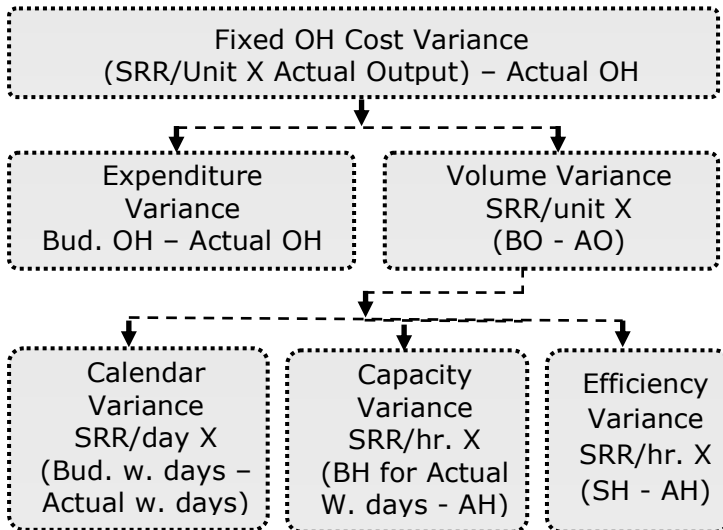 Fixed OH Cost Variance
(SRR/Unit X Actual Output) – Actual OH
Expenditure
Variance
Bud. OH – Actual OH
Volume Variance
SRR/unit X
(BO - AO)
Calendar
Variance
SRR/day X
(Bud. w. days –
Actual w. days)
Capacity
Variance
SRR/hr. X
(BH for Actual
W. days - AH)
Efficiency
Variance
SRR/hr. X
(SH - AH)